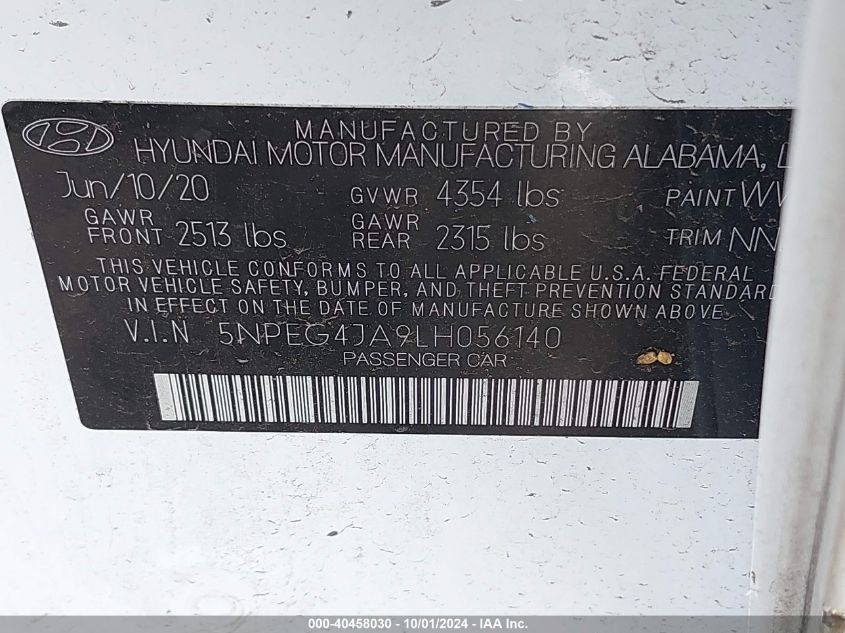 MANUFACTURED BY
HYUNDAI MOTOR MANUFACTURING ALABAMA,
Jun/10/20 GVWR 4354 lbs PAINT
GAWR FRONT 2513 lbs GAWR REAR 2315 lbs TRIM NN
THIS VEHICLE CONFORMS TO ALL APPLICABLE U.S.A. FEDERAL
MOTOR VEHICLE SAFETY, BUMPER, AND THEFT PREVENTION STANDARD
IN EFFECT ON THE DATE OF MANUFACTURE SHOWN ABOVE.
V.I.N 5NPEG4JA9LH056140
PASSENGER CAR
000-40458030 - 10/01/2024 - IAA Inc.